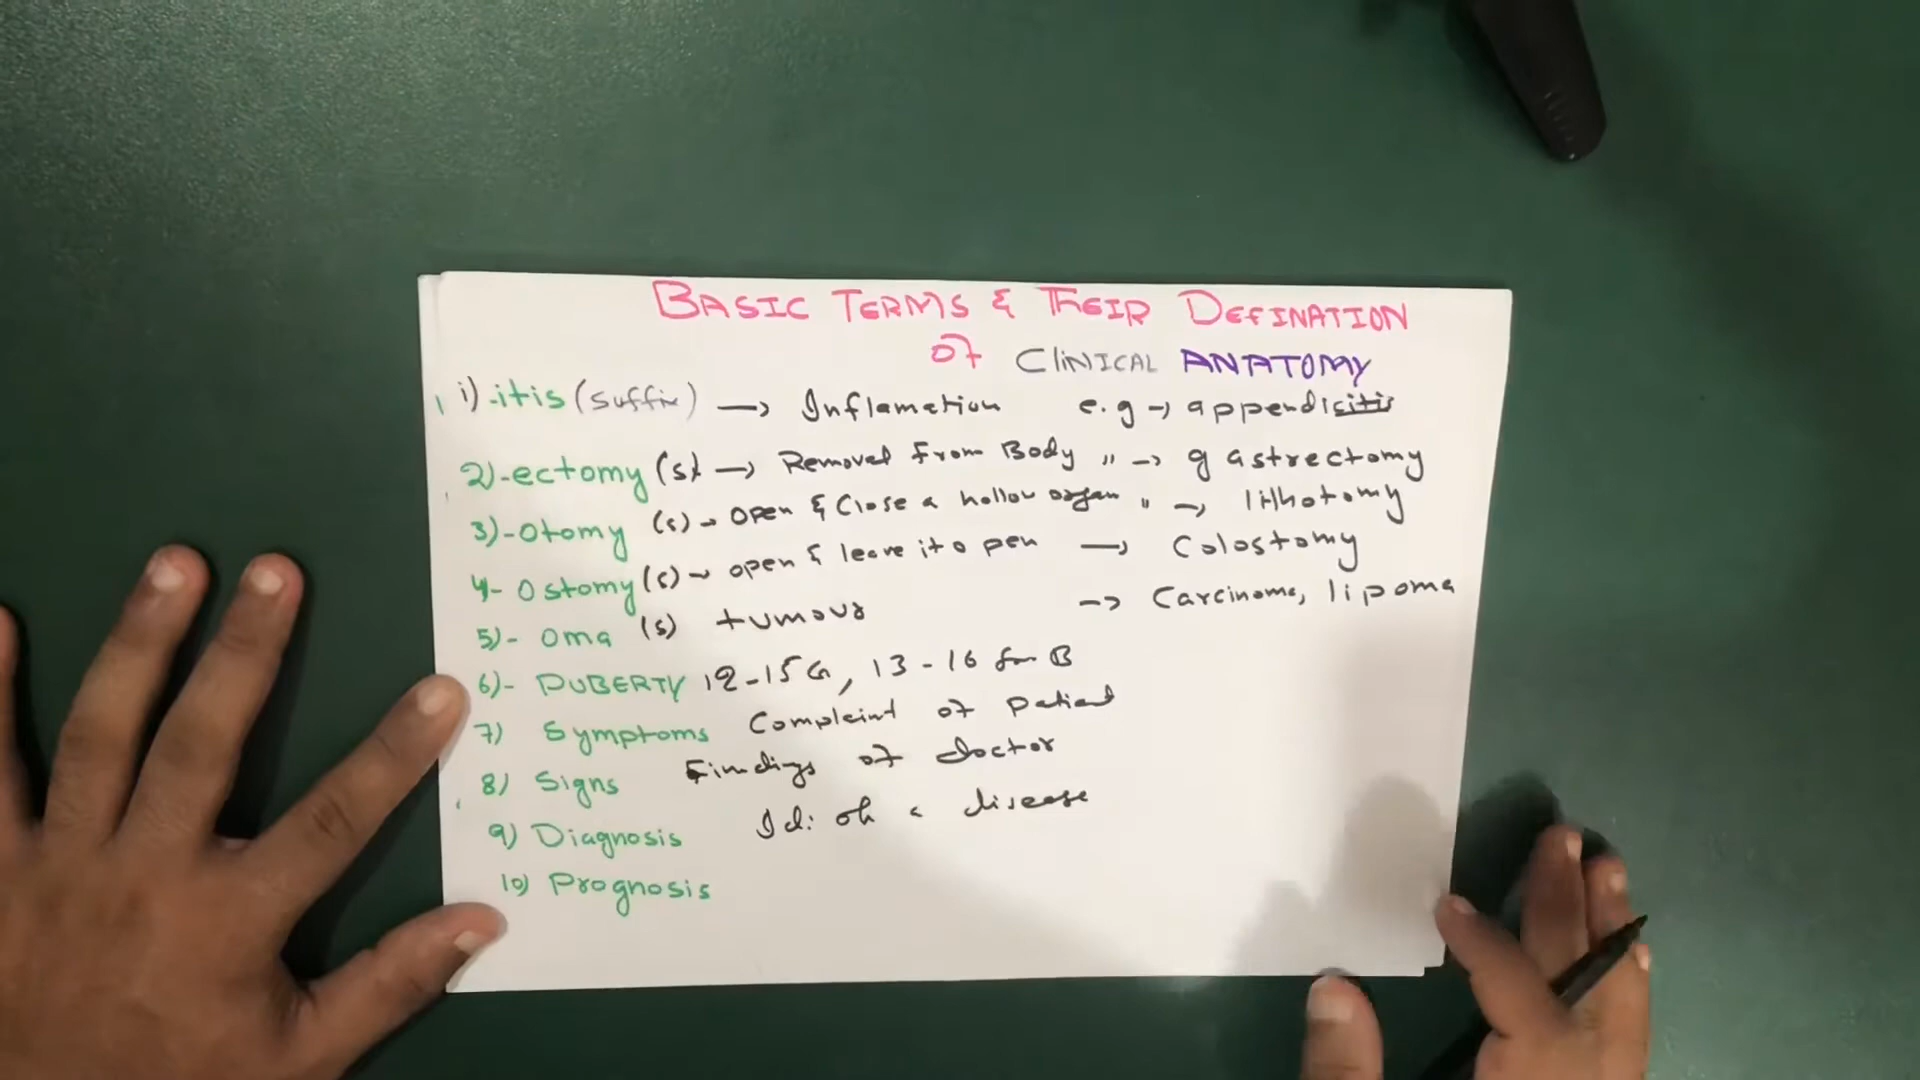 BASIC TERMS & THEIR DEFINATION
of CLINICAL ANATOMY
1) -itis (suffix) → Inflamation e.g → appendicitis
2) -ectomy (s) → Removed From Body " → gastrectomy
3) -Otomy (s) → Open & Close a hollow organ " → lithotomy
4- Ostomy (s) → open & leave it open → Colostomy
5)- oma (s) tumour → Carcinoma, lipoma
6)- PUBERTY 12-15 G, 13-16 for B
7) Symptoms Complaint of patient
8) Signs Findings of doctor
9) Diagnosis Id: of a disease
10) Prognosis